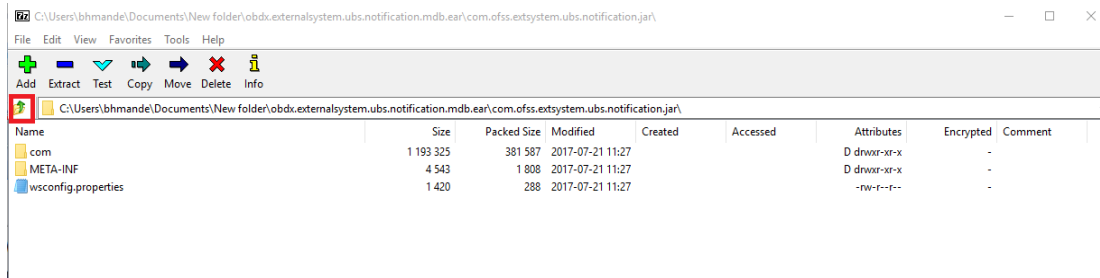 7z C:\Users\bhmande\Documents\New folder\obdx.externalsystem.ubs.notification.mdb.ear\com.ofss.extsystem.ubs.notification.jar\
File Edit View Favorites Tools Help
Add Extract Test Copy Move Delete Info
C:\Users\bhmande\Documents\New folder\obdx.externalsystem.ubs.notification.mdb.ear\com.ofss.extsystem.ubs.notification.jar\
Name Size Packed Size Modified Created Accessed Attributes Encrypted Comment
com 1 193 325 381 587 2017-07-21 11:27 D drwxr-xr-x -
META-INF 4 543 1 808 2017-07-21 11:27 D drwxr-xr-x -
wsconfig.properties 1 420 288 2017-07-21 11:27 -rw-r--r-- -